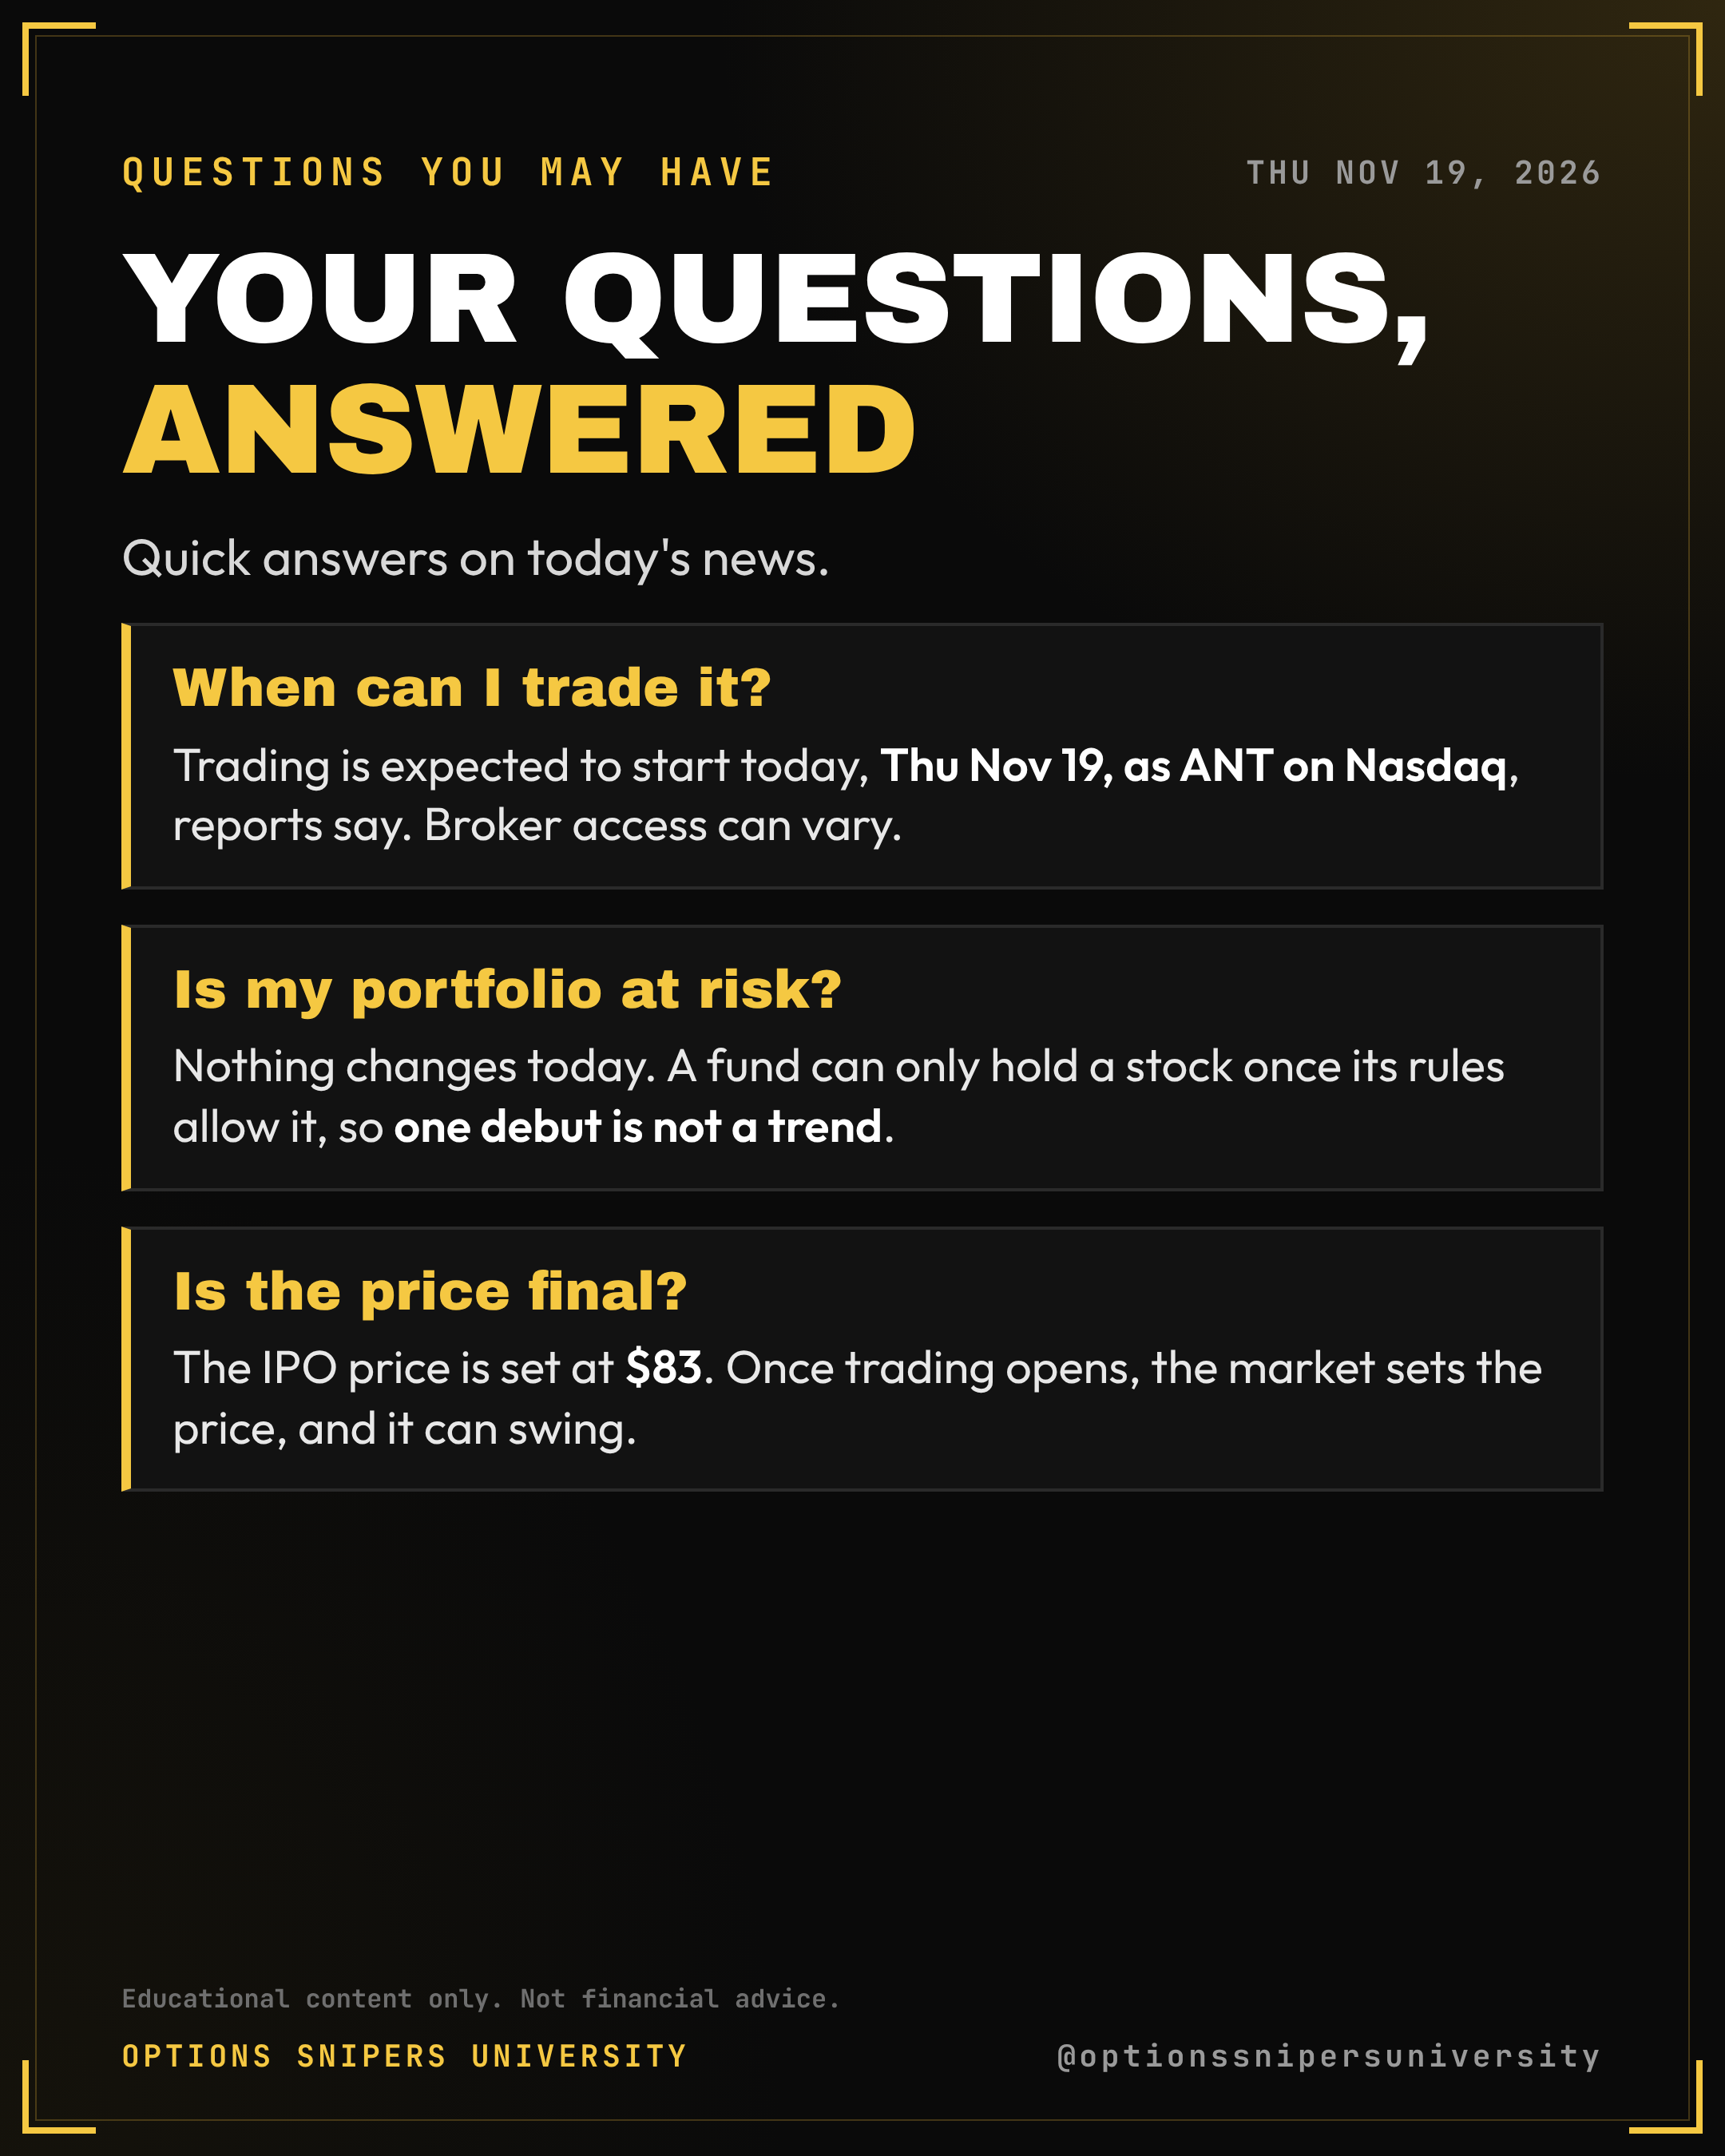 QUESTIONS YOU MAY HAVE
THU NOV 19, 2026
YOUR QUESTIONS,
ANSWERED
Quick answers on today's news.
When can I trade it?
Trading is expected to start today, Thu Nov 19, as ANT on Nasdaq,
reports say. Broker access can vary.
Is my portfolio at risk?
Nothing changes today. A fund can only hold a stock once its rules
allow it, so one debut is not a trend.
Is the price final?
The IPO price is set at $83. Once trading opens, the market sets the
price, and it can swing.
Educational content only. Not financial advice.
OPTIONS SNIPERS UNIVERSITY
@optionssnipersuniversity